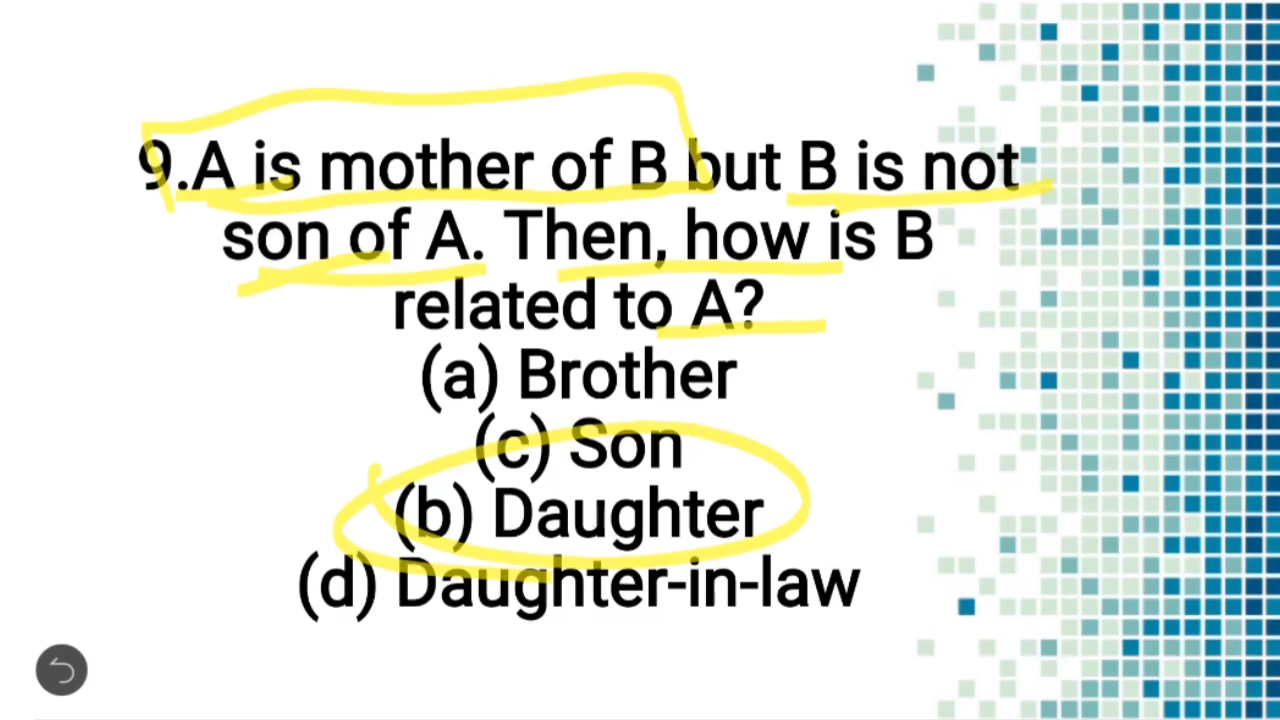 9.A is mother of B but B is not
son of A. Then, how is B
related to A?
(a) Brother
(c) Son
(b) Daughter
(d) Daughter-in-law